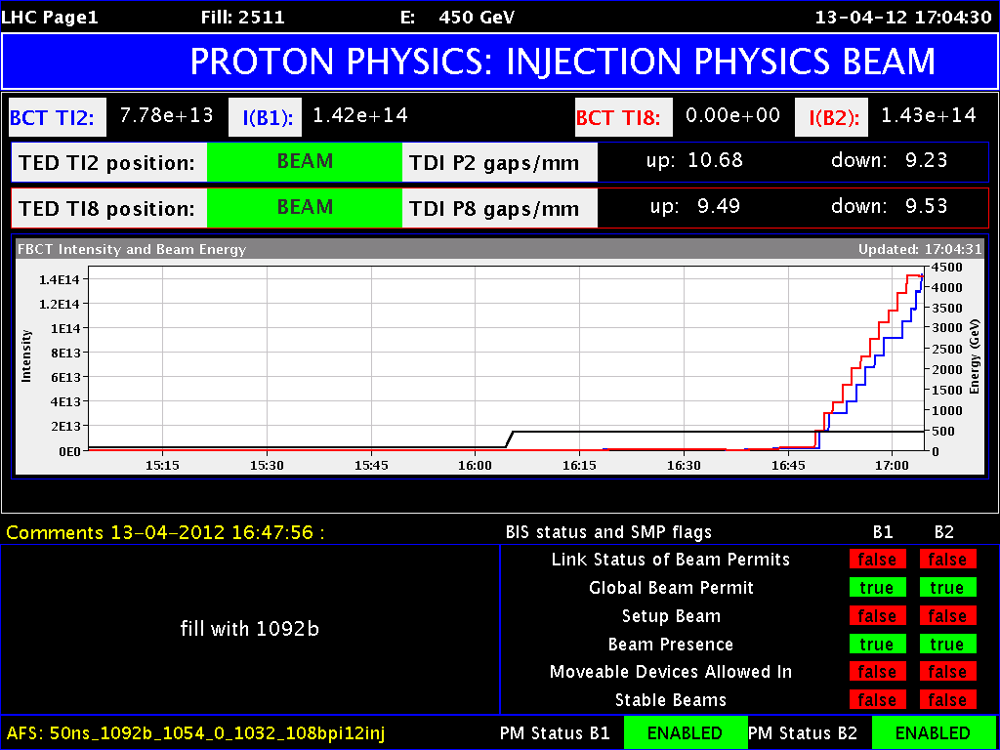 LHC Page1 Fill: 2511 E: 450 GeV 13-04-12 17:04:30
PROTON PHYSICS: INJECTION PHYSICS BEAM
BCT TI2: 7.78e+13 I(B1): 1.42e+14 BCT TI8: 0.00e+00 I(B2): 1.43e+14
TED TI2 position: BEAM TDI P2 gaps/mm up: 10.68 down: 9.23
TED TI8 position: BEAM TDI P8 gaps/mm up: 9.49 down: 9.53
FBCT Intensity and Beam Energy Updated: 17:04:31
Intensity
1.4E14
1.2E14
1E14
8E13
6E13
4E13
2E13
0E0
4500
4000
3500
3000
2500
2000
1500
1000
500
0
Energy (GeV)
15:15 15:30 15:45 16:00 16:15 16:30 16:45 17:00
Comments 13-04-2012 16:47:56 :
fill with 1092b
BIS status and SMP flags B1 B2
Link Status of Beam Permits false false
Global Beam Permit true true
Setup Beam false false
Beam Presence true true
Moveable Devices Allowed In false false
Stable Beams false false
AFS: 50ns_1092b_1054_0_1032_108bpi12inj PM Status B1 ENABLED PM Status B2 ENABLED